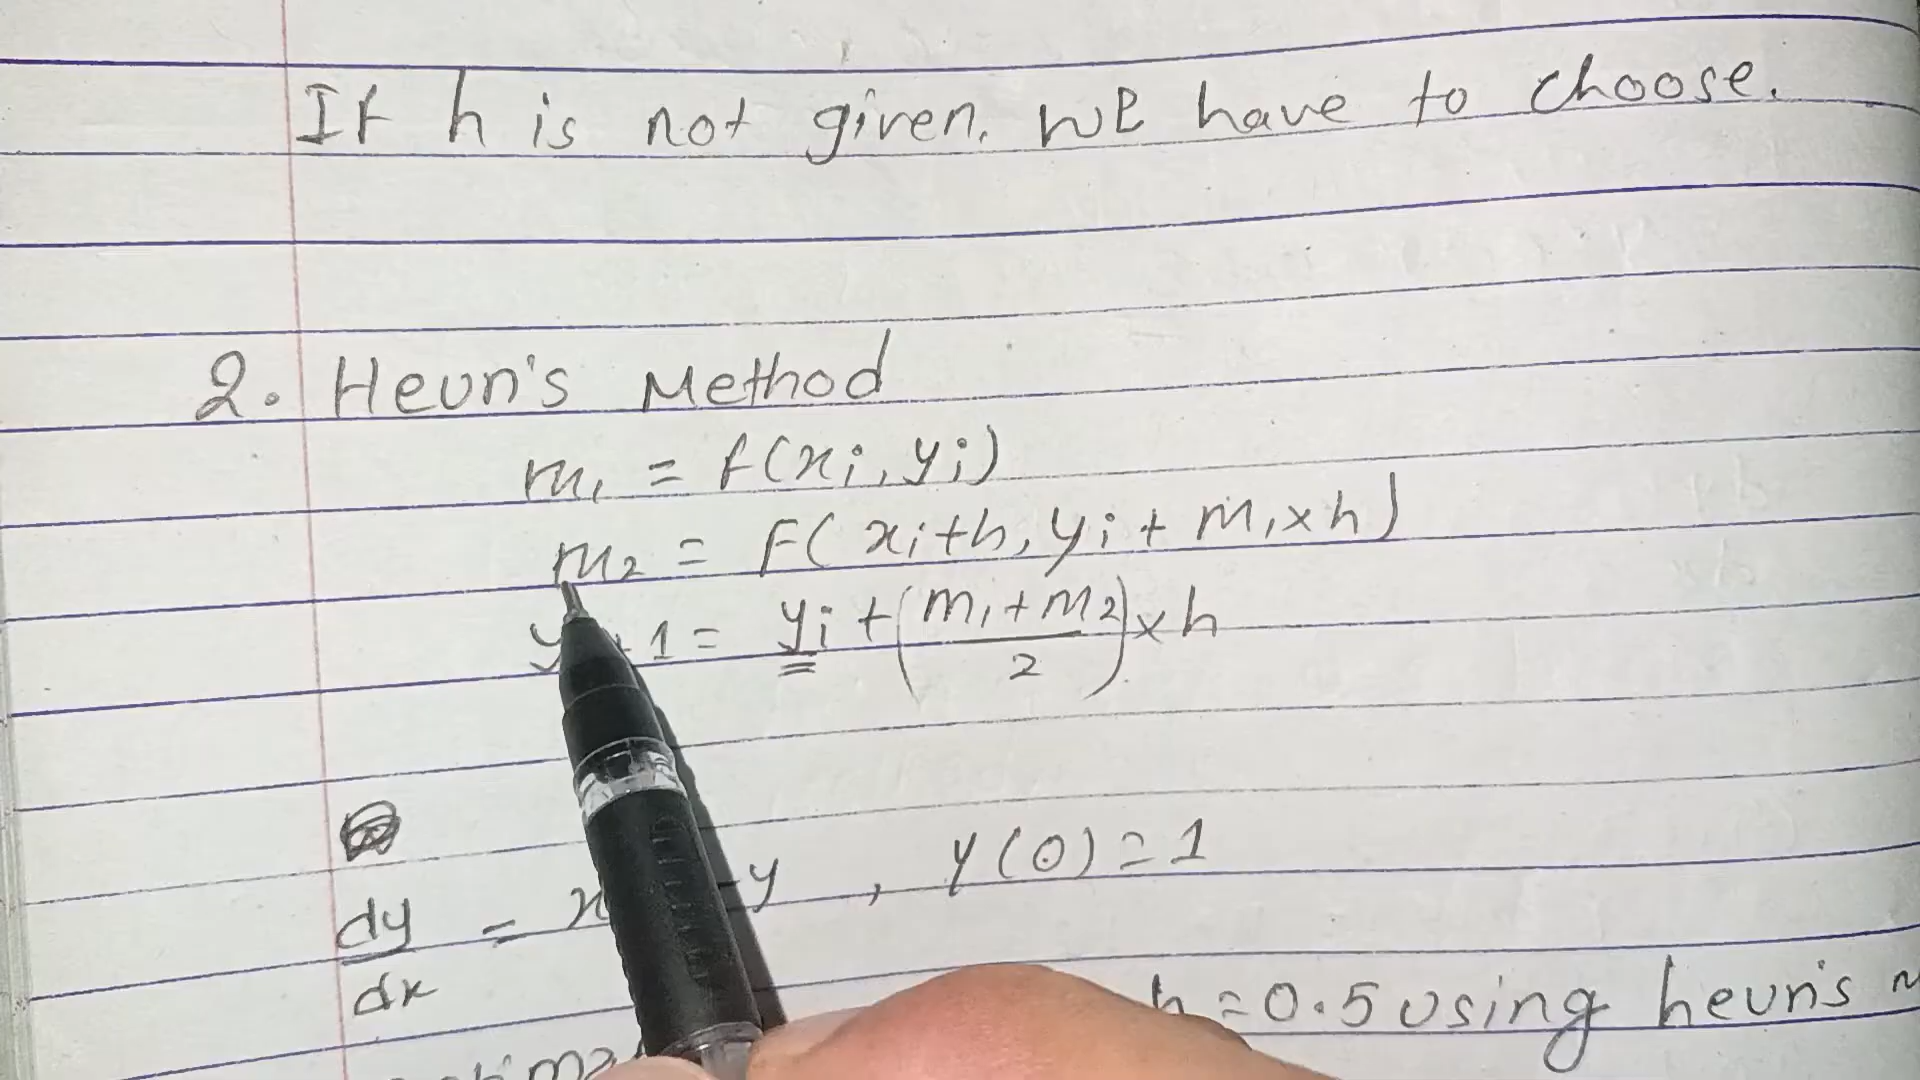 If h is not given. we have to choose.
2. Heun's Method
m₁ = f(xᵢ, yᵢ)
m₂ = F(xᵢ+h, yᵢ + m₁×h)
y 1 = yᵢ + (m₁+m₂/2) × h
dy/dx = x y , y(0) = 1
h = 0.5 using heun's